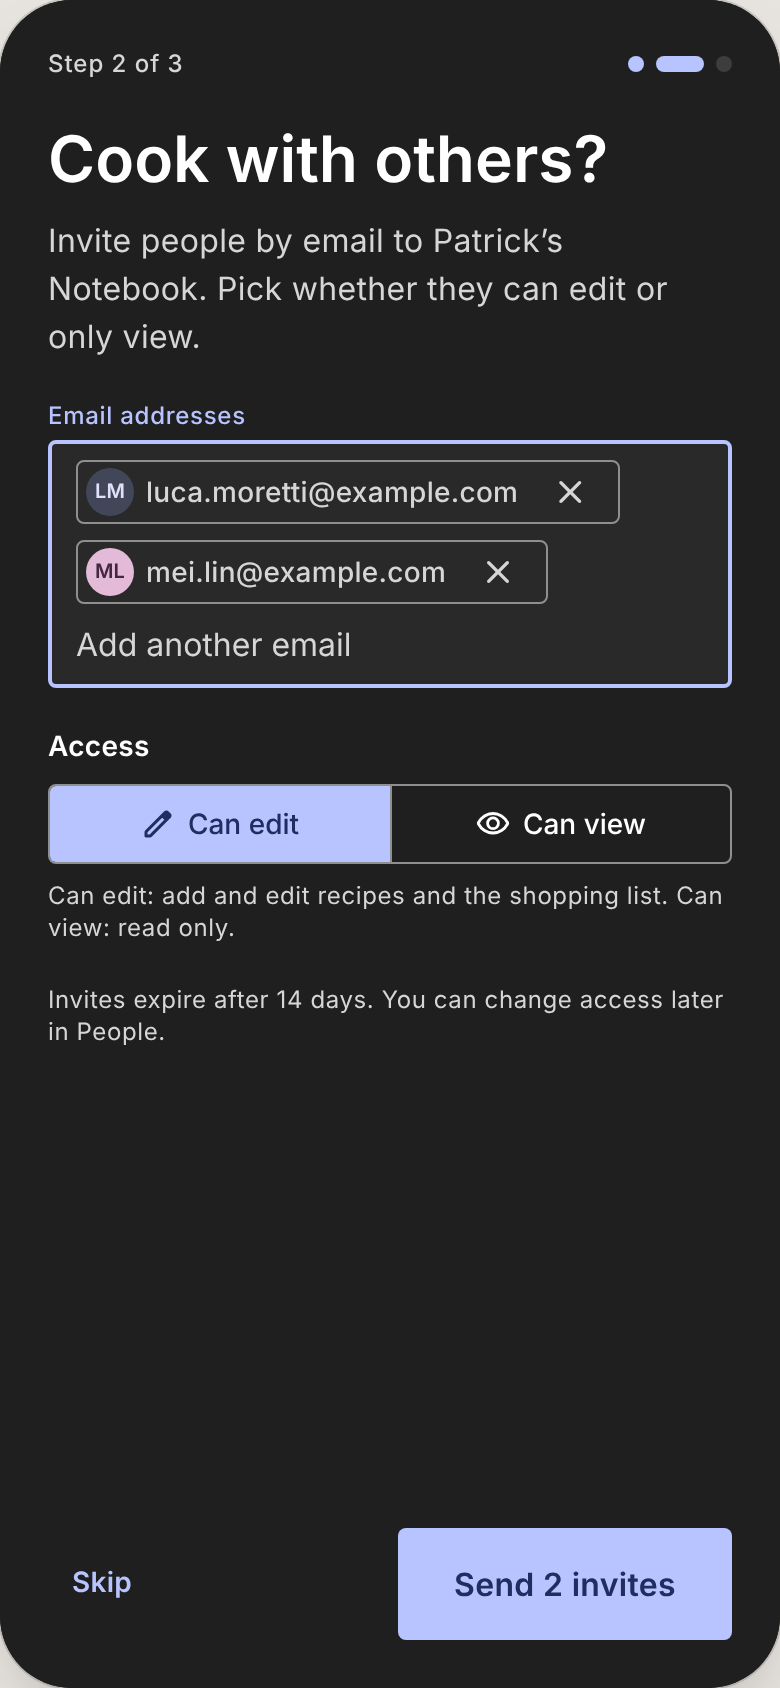 Step 2 of 3
Cook with others?
Invite people by email to Patrick’s
Notebook. Pick whether they can edit or
only view.
Email addresses
LM luca.moretti@example.com
ML mei.lin@example.com
Add another email
Access
Can edit
Can view
Can edit: add and edit recipes and the shopping list. Can
view: read only.
Invites expire after 14 days. You can change access later
in People.
Skip
Send 2 invites